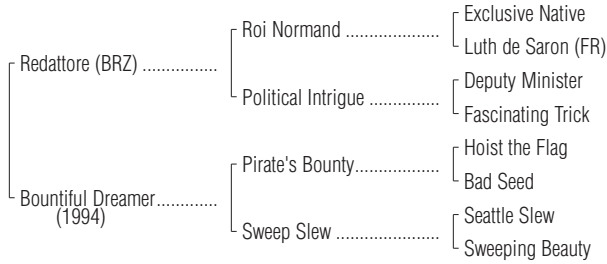 Exclusive Native
Roi Normand ..................
Luth de Saron (FR)
Redattore (BRZ) ...............
Deputy Minister
Political Intrigue ..............
Fascinating Trick
Hoist the Flag
Pirate's Bounty.................
Bad Seed
Bountiful Dreamer.............
(1994)
Seattle Slew
Sweep Slew ....................
Sweeping Beauty